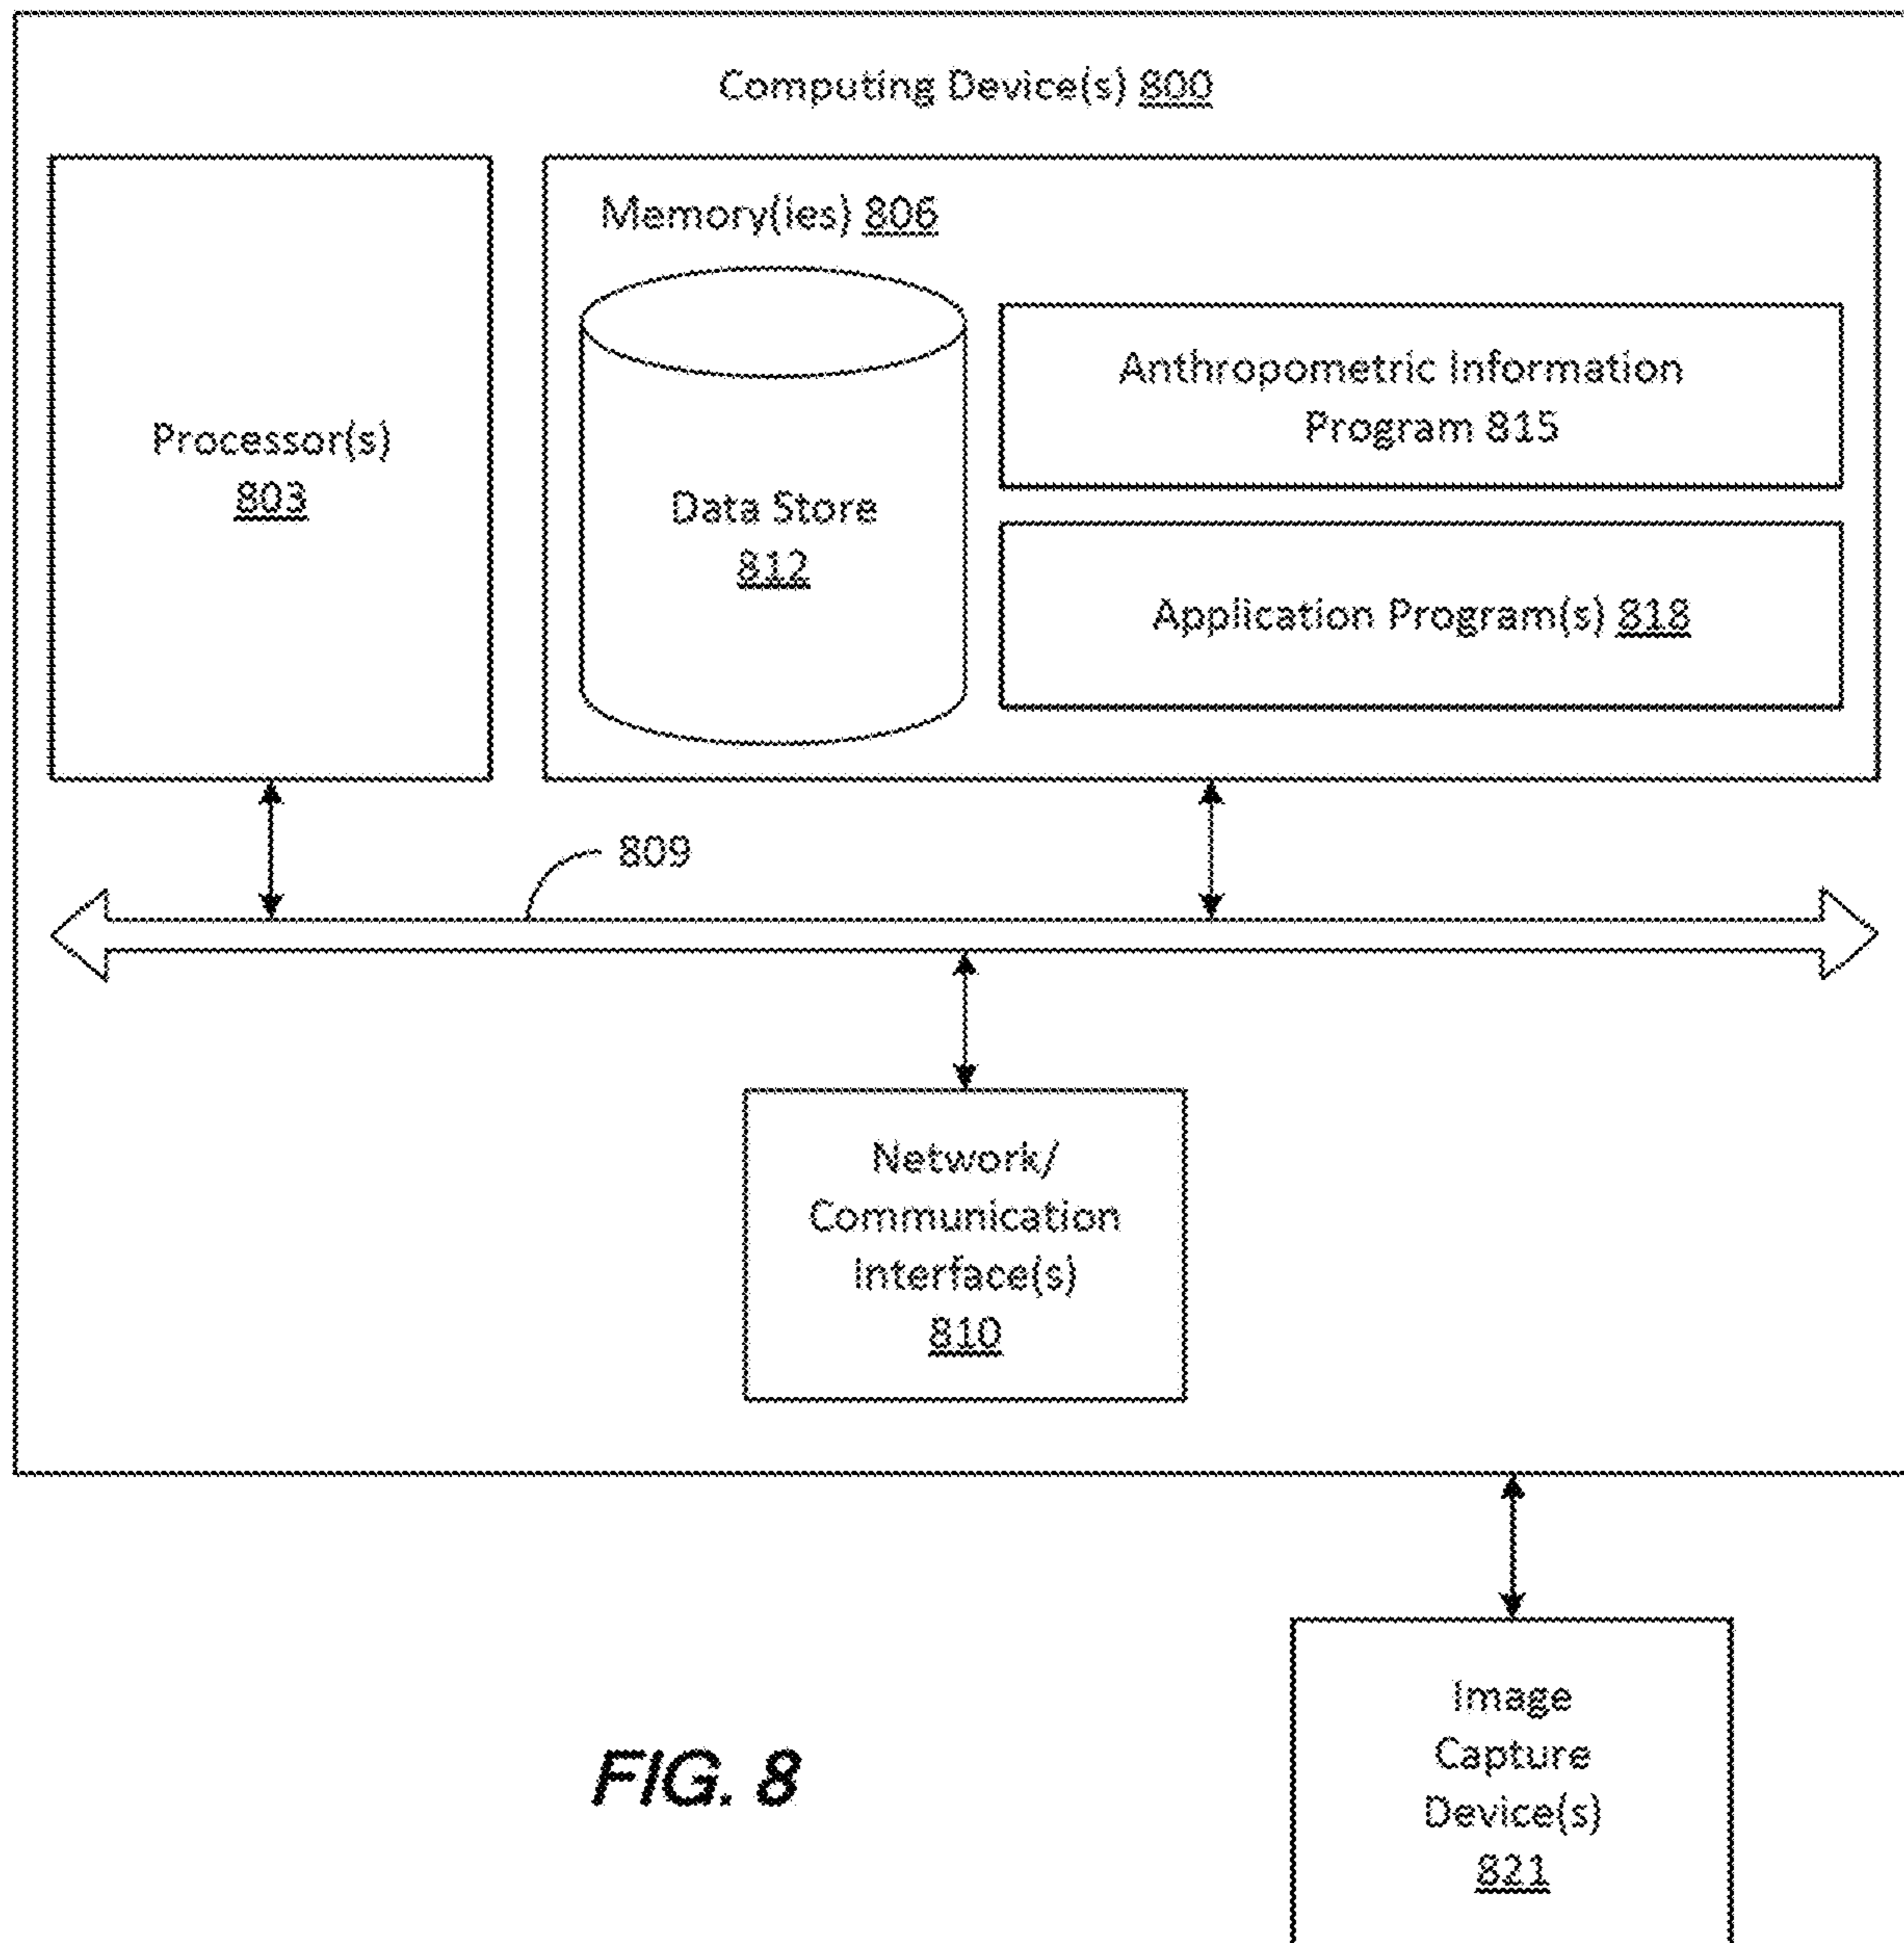 Computing Device(s) 800
Processor(s)
803
Memory(ies) 806
Data Store
812
Anthropometric Information
Program 815
Application Program(s) 818
809
Network/
Communication
Interface(s)
810
Image
Capture
Device(s)
821
FIG. 8